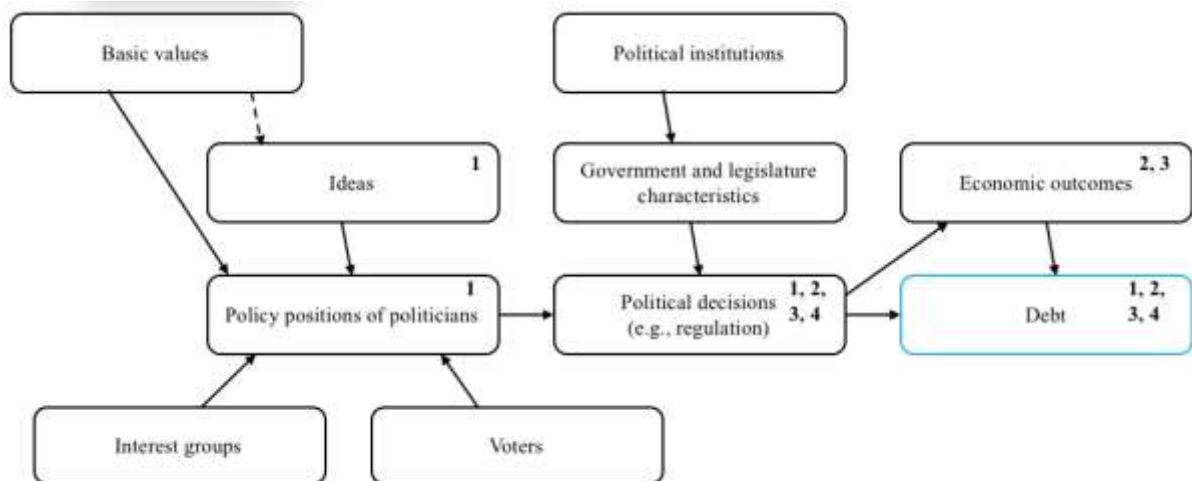 Basic values
Political institutions
Ideas
1
Government and legislature
characteristics
Economic outcomes
2, 3
Policy positions of politicians
1
Political decisions
(e.g., regulation)
1, 2,
3, 4
Debt
1, 2,
3, 4
Interest groups
Voters